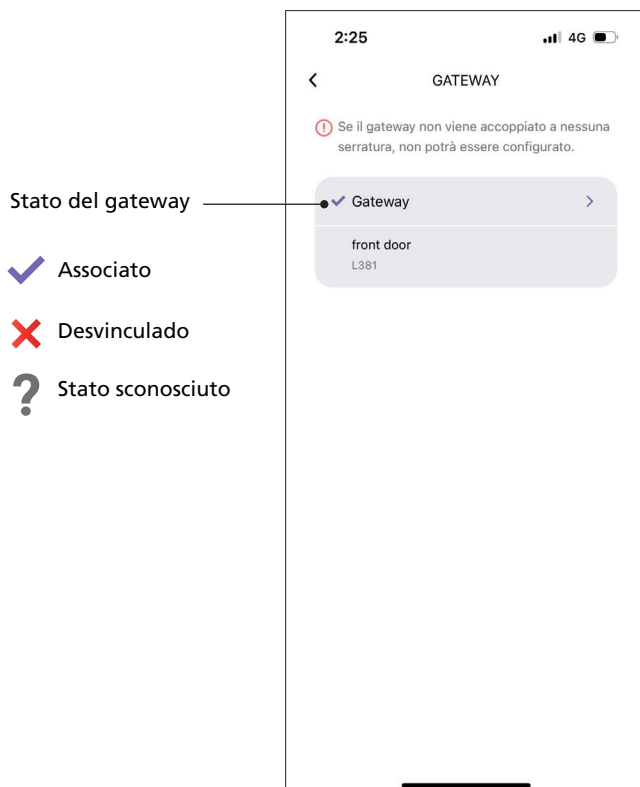 2:25
4G
GATEWAY
Se il gateway non viene accoppiato a nessuna
serratura, non potrà essere configurato.
Stato del gateway
Gateway
front door
L381
Associato
Desvinculado
Stato sconosciuto